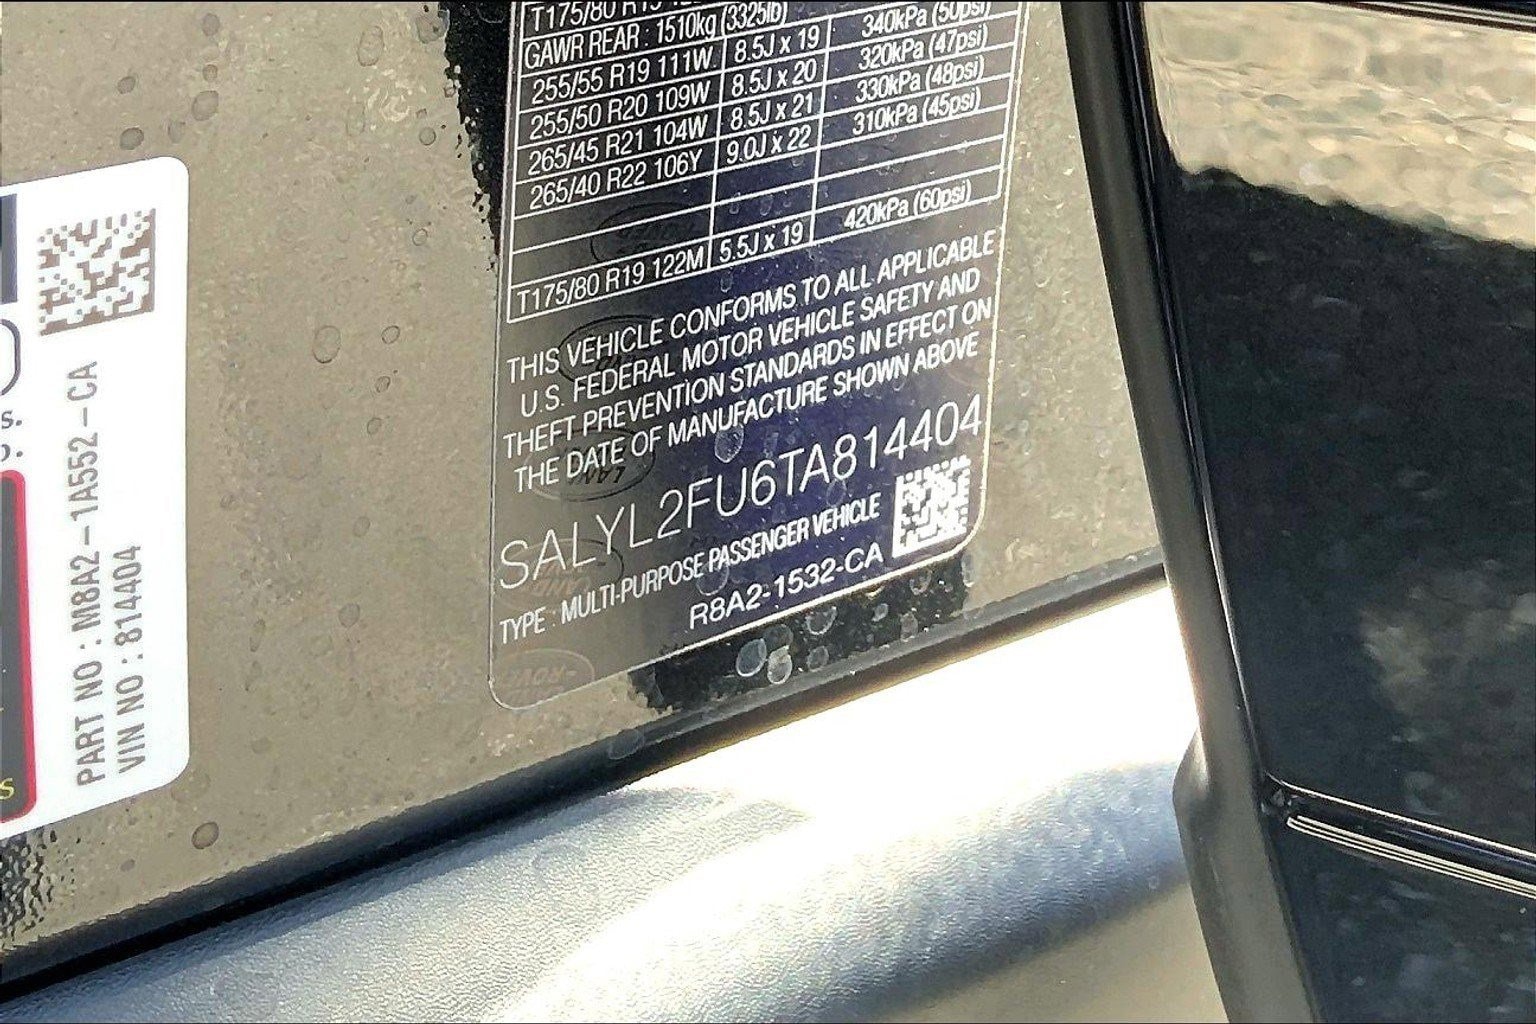 GAWR REAR : 1510kg (3325lb)
255/55 R19 111W 8.5J x 19 340kPa (50psi)
255/50 R20 109W 8.5J x 20 320kPa (47psi)
265/45 R21 104W 8.5J x 21 330kPa (48psi)
265/40 R22 106Y 9.0J x 22 310kPa (45psi)
T175/80 R19 122M 5.5J x 19 420kPa (60psi)
THIS VEHICLE CONFORMS TO ALL APPLICABLE
U.S. FEDERAL MOTOR VEHICLE SAFETY AND
THEFT PREVENTION STANDARDS IN EFFECT ON
THE DATE OF MANUFACTURE SHOWN ABOVE
SALYL2FU6TA814404
TYPE : MULTI-PURPOSE PASSENGER VEHICLE
R8A2-1532-CA
PART NO : M8A2-1A552-CA
VIN NO : 814404